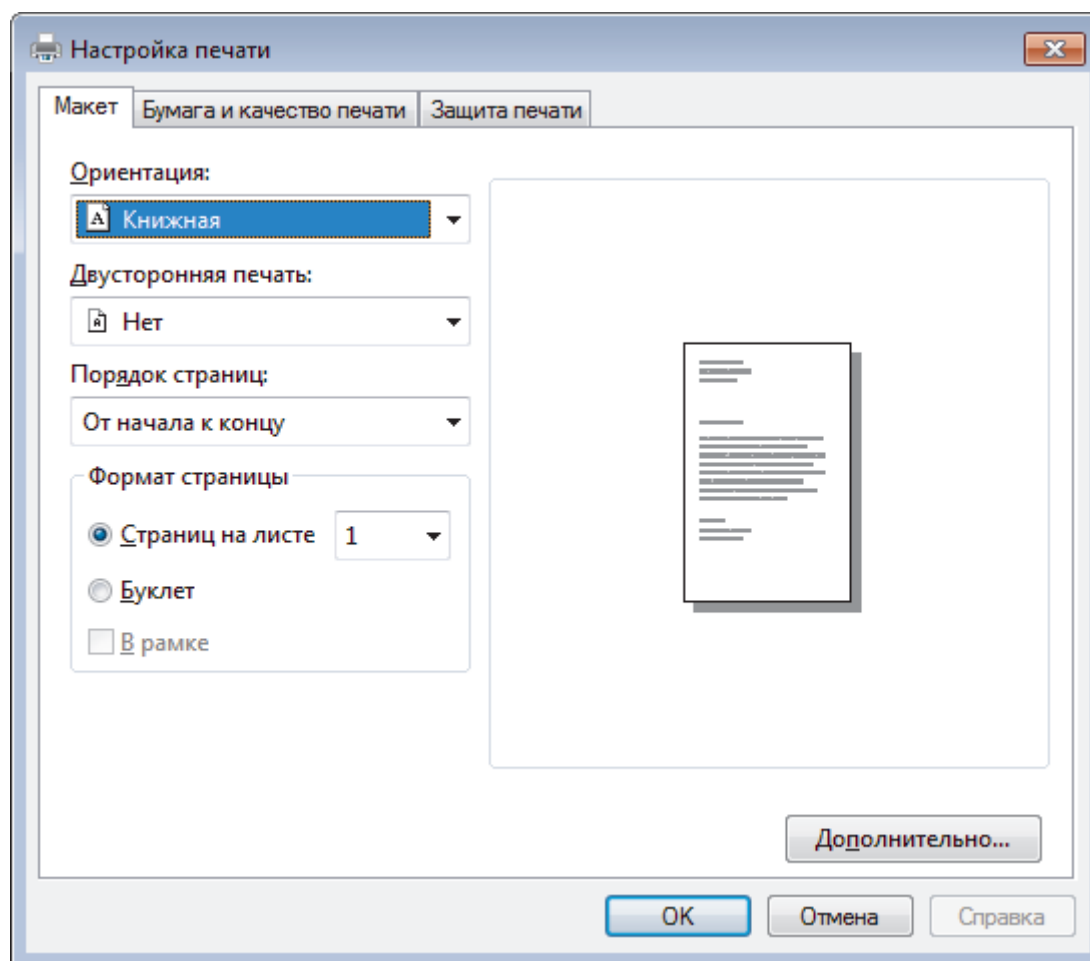 Настройка печати
Макет Бумага и качество печати Защита печати
Ориентация:
A Книжная
Двусторонняя печать:
A Нет
Порядок страниц:
От начала к концу
Формат страницы
Страниц на листе 1
Буклет
В рамке
Дополнительно...
OK Отмена Справка